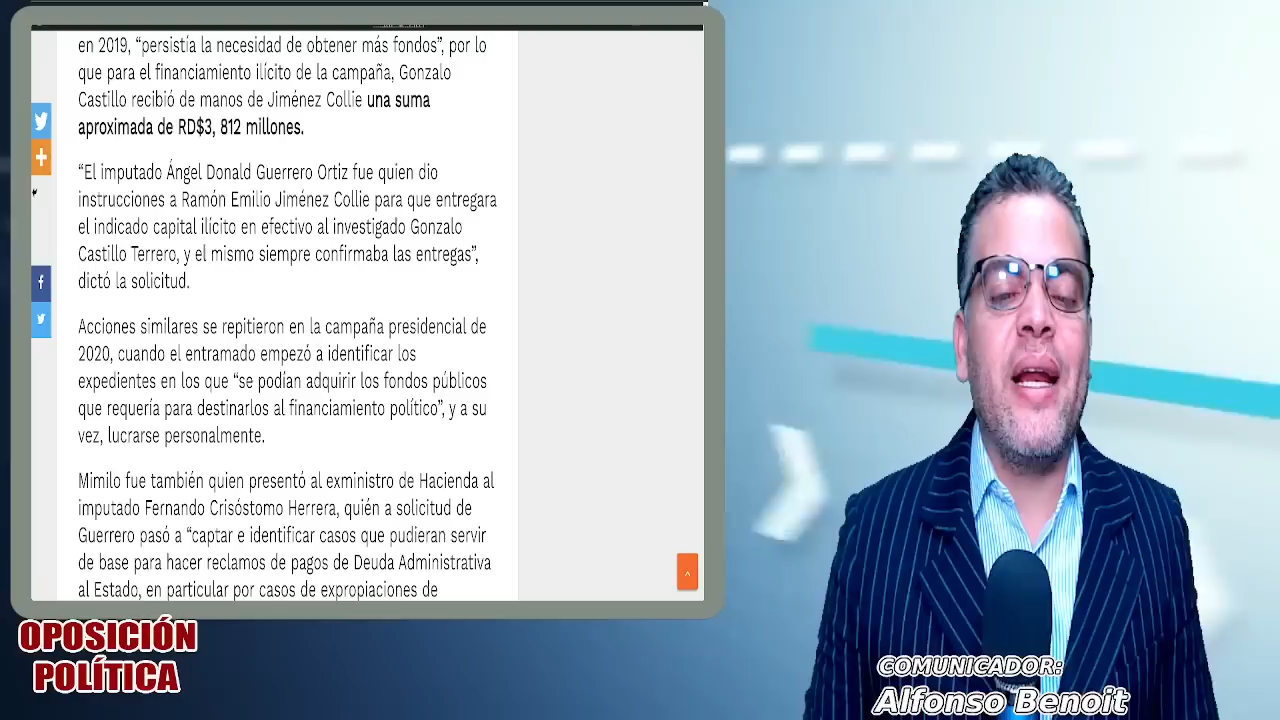 en 2019, “persistía la necesidad de obtener más fondos”, por lo
que para el financiamiento ilícito de la campaña, Gonzalo
Castillo recibió de manos de Jiménez Collie una suma
aproximada de RD$3, 812 millones.
“El imputado Ángel Donald Guerrero Ortiz fue quien dio
instrucciones a Ramón Emilio Jiménez Collie para que entregara
el indicado capital ilícito en efectivo al investigado Gonzalo
Castillo Terrero, y el mismo siempre confirmaba las entregas”,
dictó la solicitud.
Acciones similares se repitieron en la campaña presidencial de
2020, cuando el entramado empezó a identificar los
expedientes en los que “se podían adquirir los fondos públicos
que requería para destinarlos al financiamiento político”, y a su
vez, lucrarse personalmente.
Mimilo fue también quien presentó al exministro de Hacienda al
imputado Fernando Crisóstomo Herrera, quién a solicitud de
Guerrero pasó a “captar e identificar casos que pudieran servir
de base para hacer reclamos de pagos de Deuda Administrativa
al Estado, en particular por casos de expropiaciones de
OPOSICIÓN
POLÍTICA
COMUNICADOR:
Alfonso Benoit